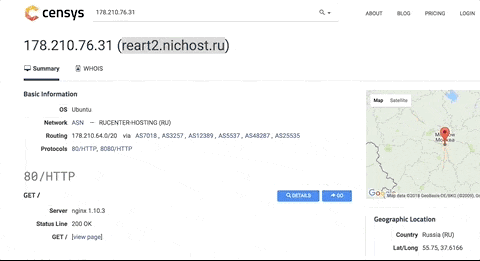 censys
178.210.76.31
ABOUT BLOG PRICING LOGIN
178.210.76.31 (reart2.nichost.ru)
Summary WHOIS
Basic Information
OS Ubuntu
Network ASN — RUCENTER-HOSTING (RU)
Routing 178.210.64.0/20 via AS7018 , AS3257 , AS12389 , AS5537 , AS48287 , AS25535
Protocols 80/HTTP, 8080/HTTP
80/HTTP
GET /
DETAILS GO
Server nginx 1.10.3
Status Line 200 OK
GET / [view page]
Map Satellite
Москва
Google
Map data ©2018 GeoBasis-DE/BKG (©2009),
Geographic Location
Country Russia (RU)
Lat/Long 55.75, 37.6166